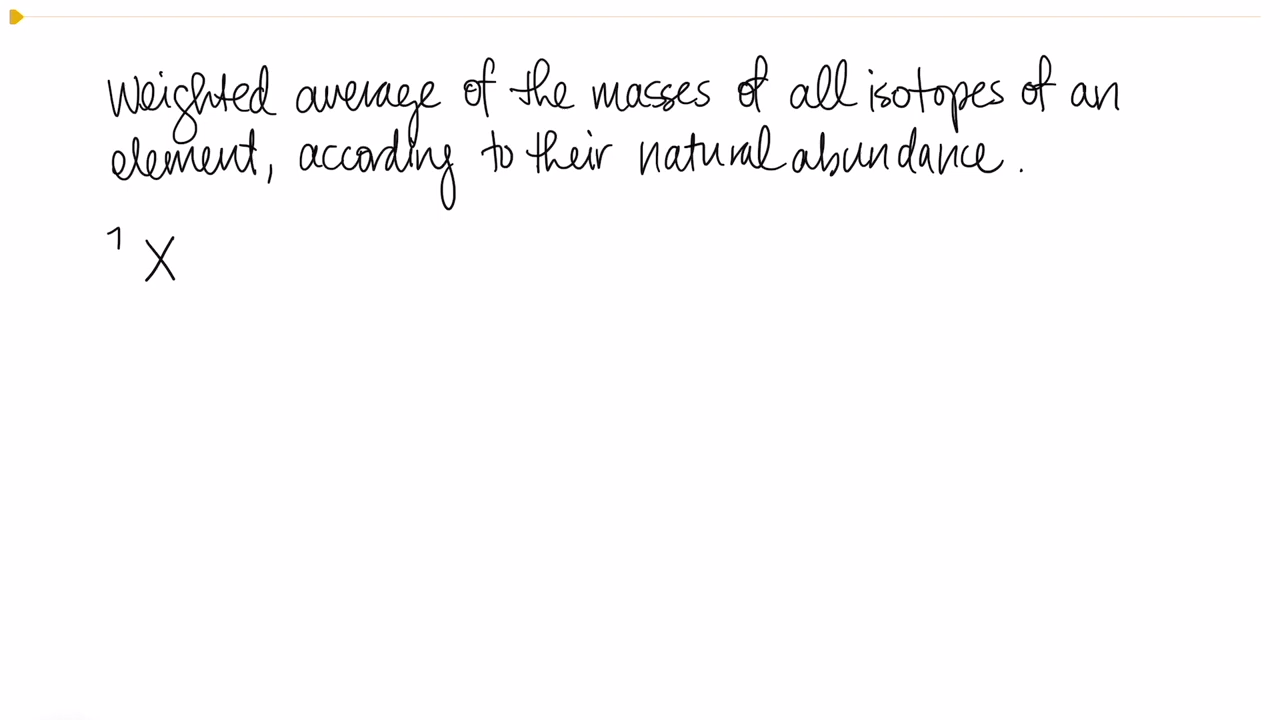 Weighted average of the masses of all isotopes of an
element, according to their natural abundance.
¹ X